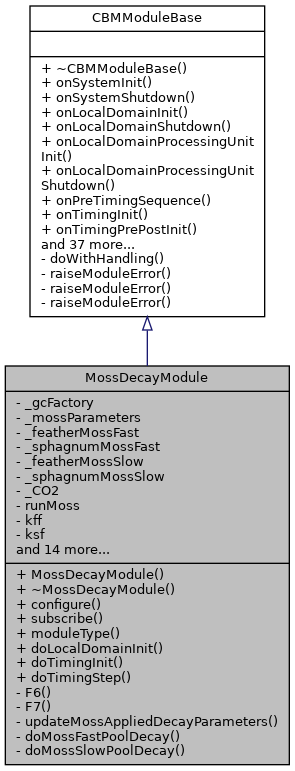 CBMModuleBase
+ ~CBMModuleBase()
+ onSystemInit()
+ onSystemShutdown()
+ onLocalDomainInit()
+ onLocalDomainShutdown()
+ onLocalDomainProcessingUnit
Init()
+ onLocalDomainProcessingUnit
Shutdown()
+ onPreTimingSequence()
+ onTimingInit()
+ onTimingPrePostInit()
and 37 more...
- doWithHandling()
- raiseModuleError()
- raiseModuleError()
- raiseModuleError()
MossDecayModule
- _gcFactory
- _mossParameters
- _featherMossFast
- _sphagnumMossFast
- _featherMossSlow
- _sphagnumMossSlow
- _CO2
- runMoss
- kff
- ksf
and 14 more...
+ MossDecayModule()
+ ~MossDecayModule()
+ configure()
+ subscribe()
+ moduleType()
+ doLocalDomainInit()
+ doTimingInit()
+ doTimingStep()
- F6()
- F7()
- updateMossAppliedDecayParameters()
- doMossFastPoolDecay()
- doMossSlowPoolDecay()